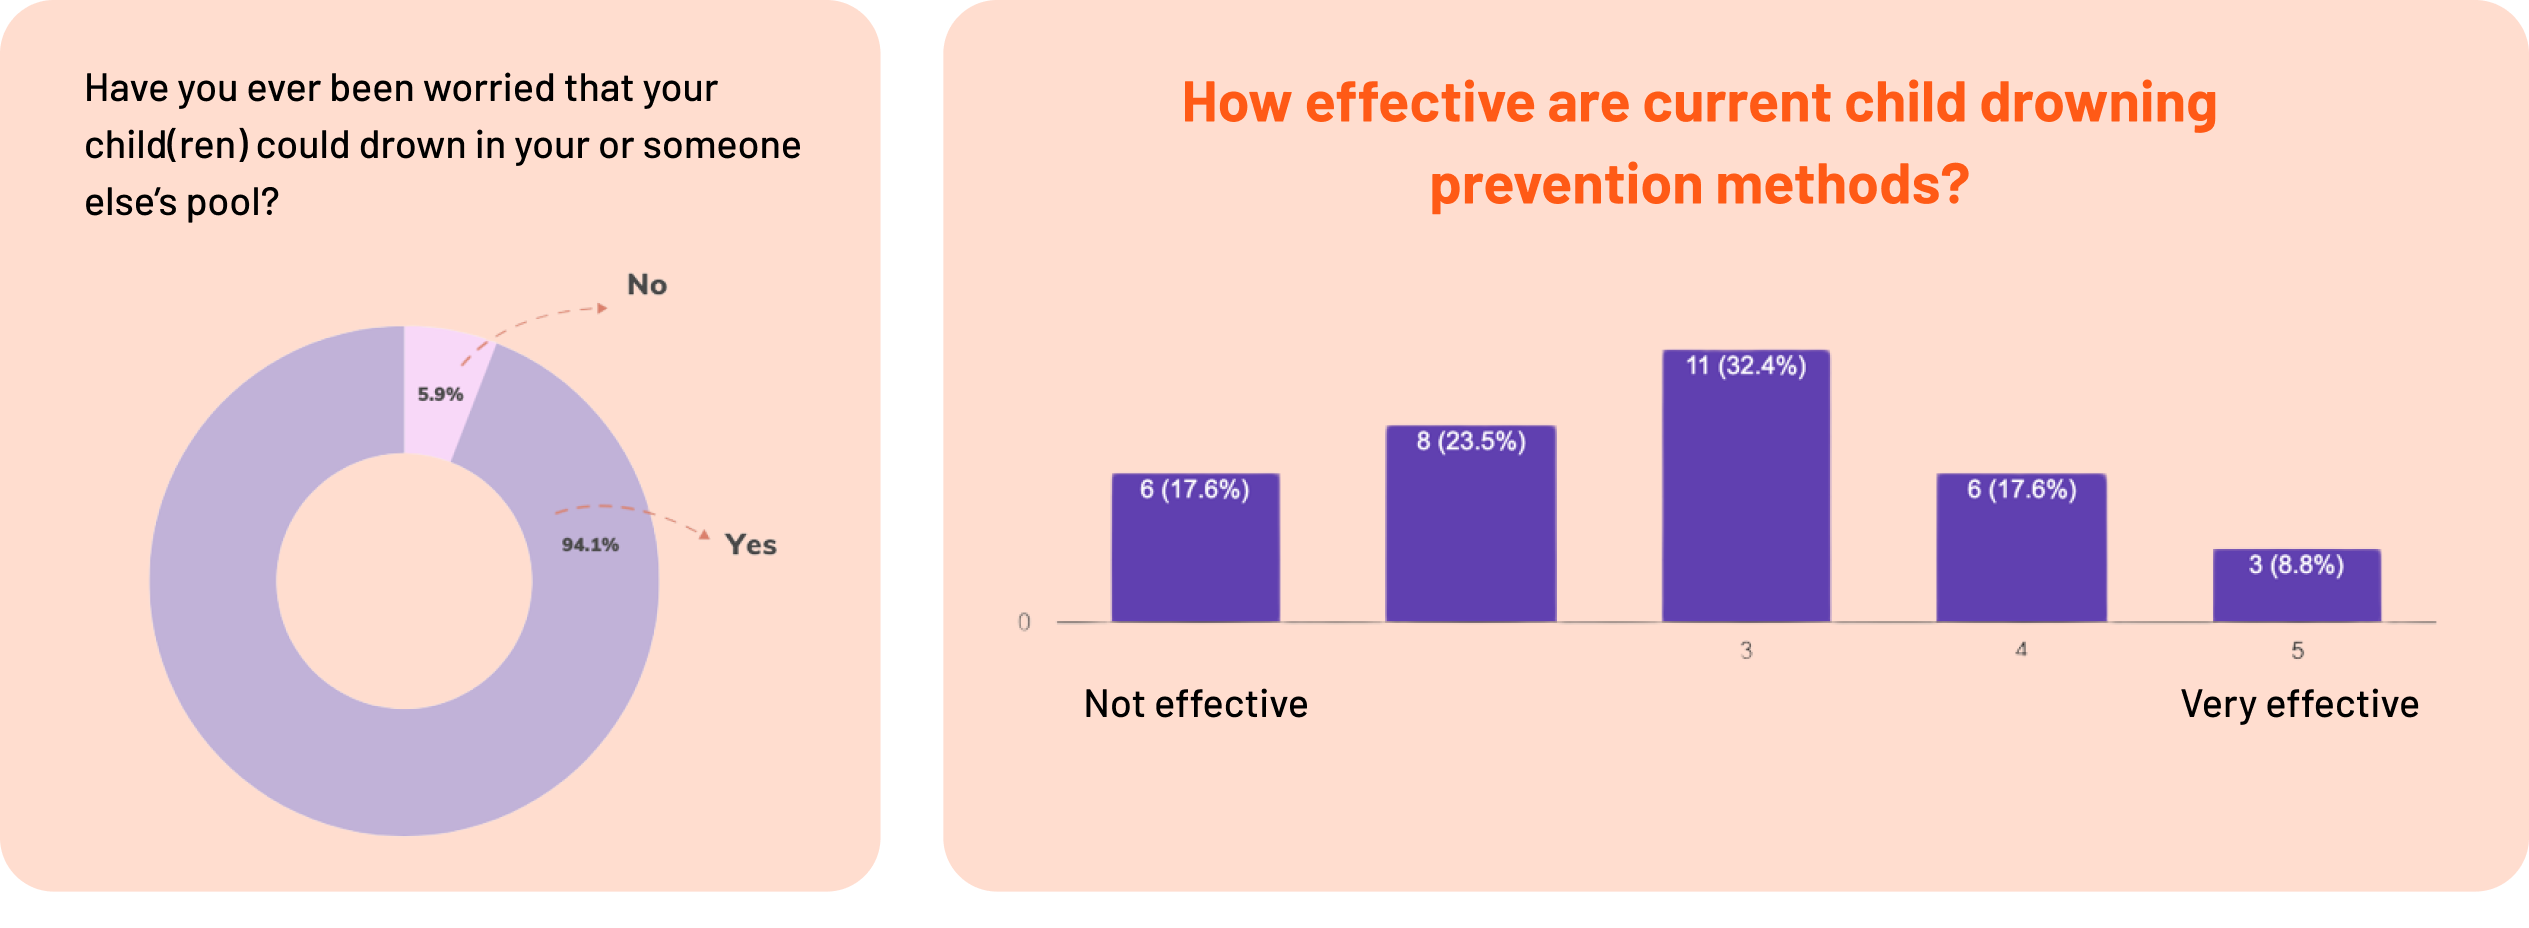 Have you ever been worried that your
child(ren) could drown in your or someone
else’s pool?
No
5.9%
94.1%
Yes
How effective are current child drowning
prevention methods?
11 (32.4%)
8 (23.5%)
6 (17.6%)
6 (17.6%)
3 (8.8%)
0
3
4
5
Not effective
Very effective